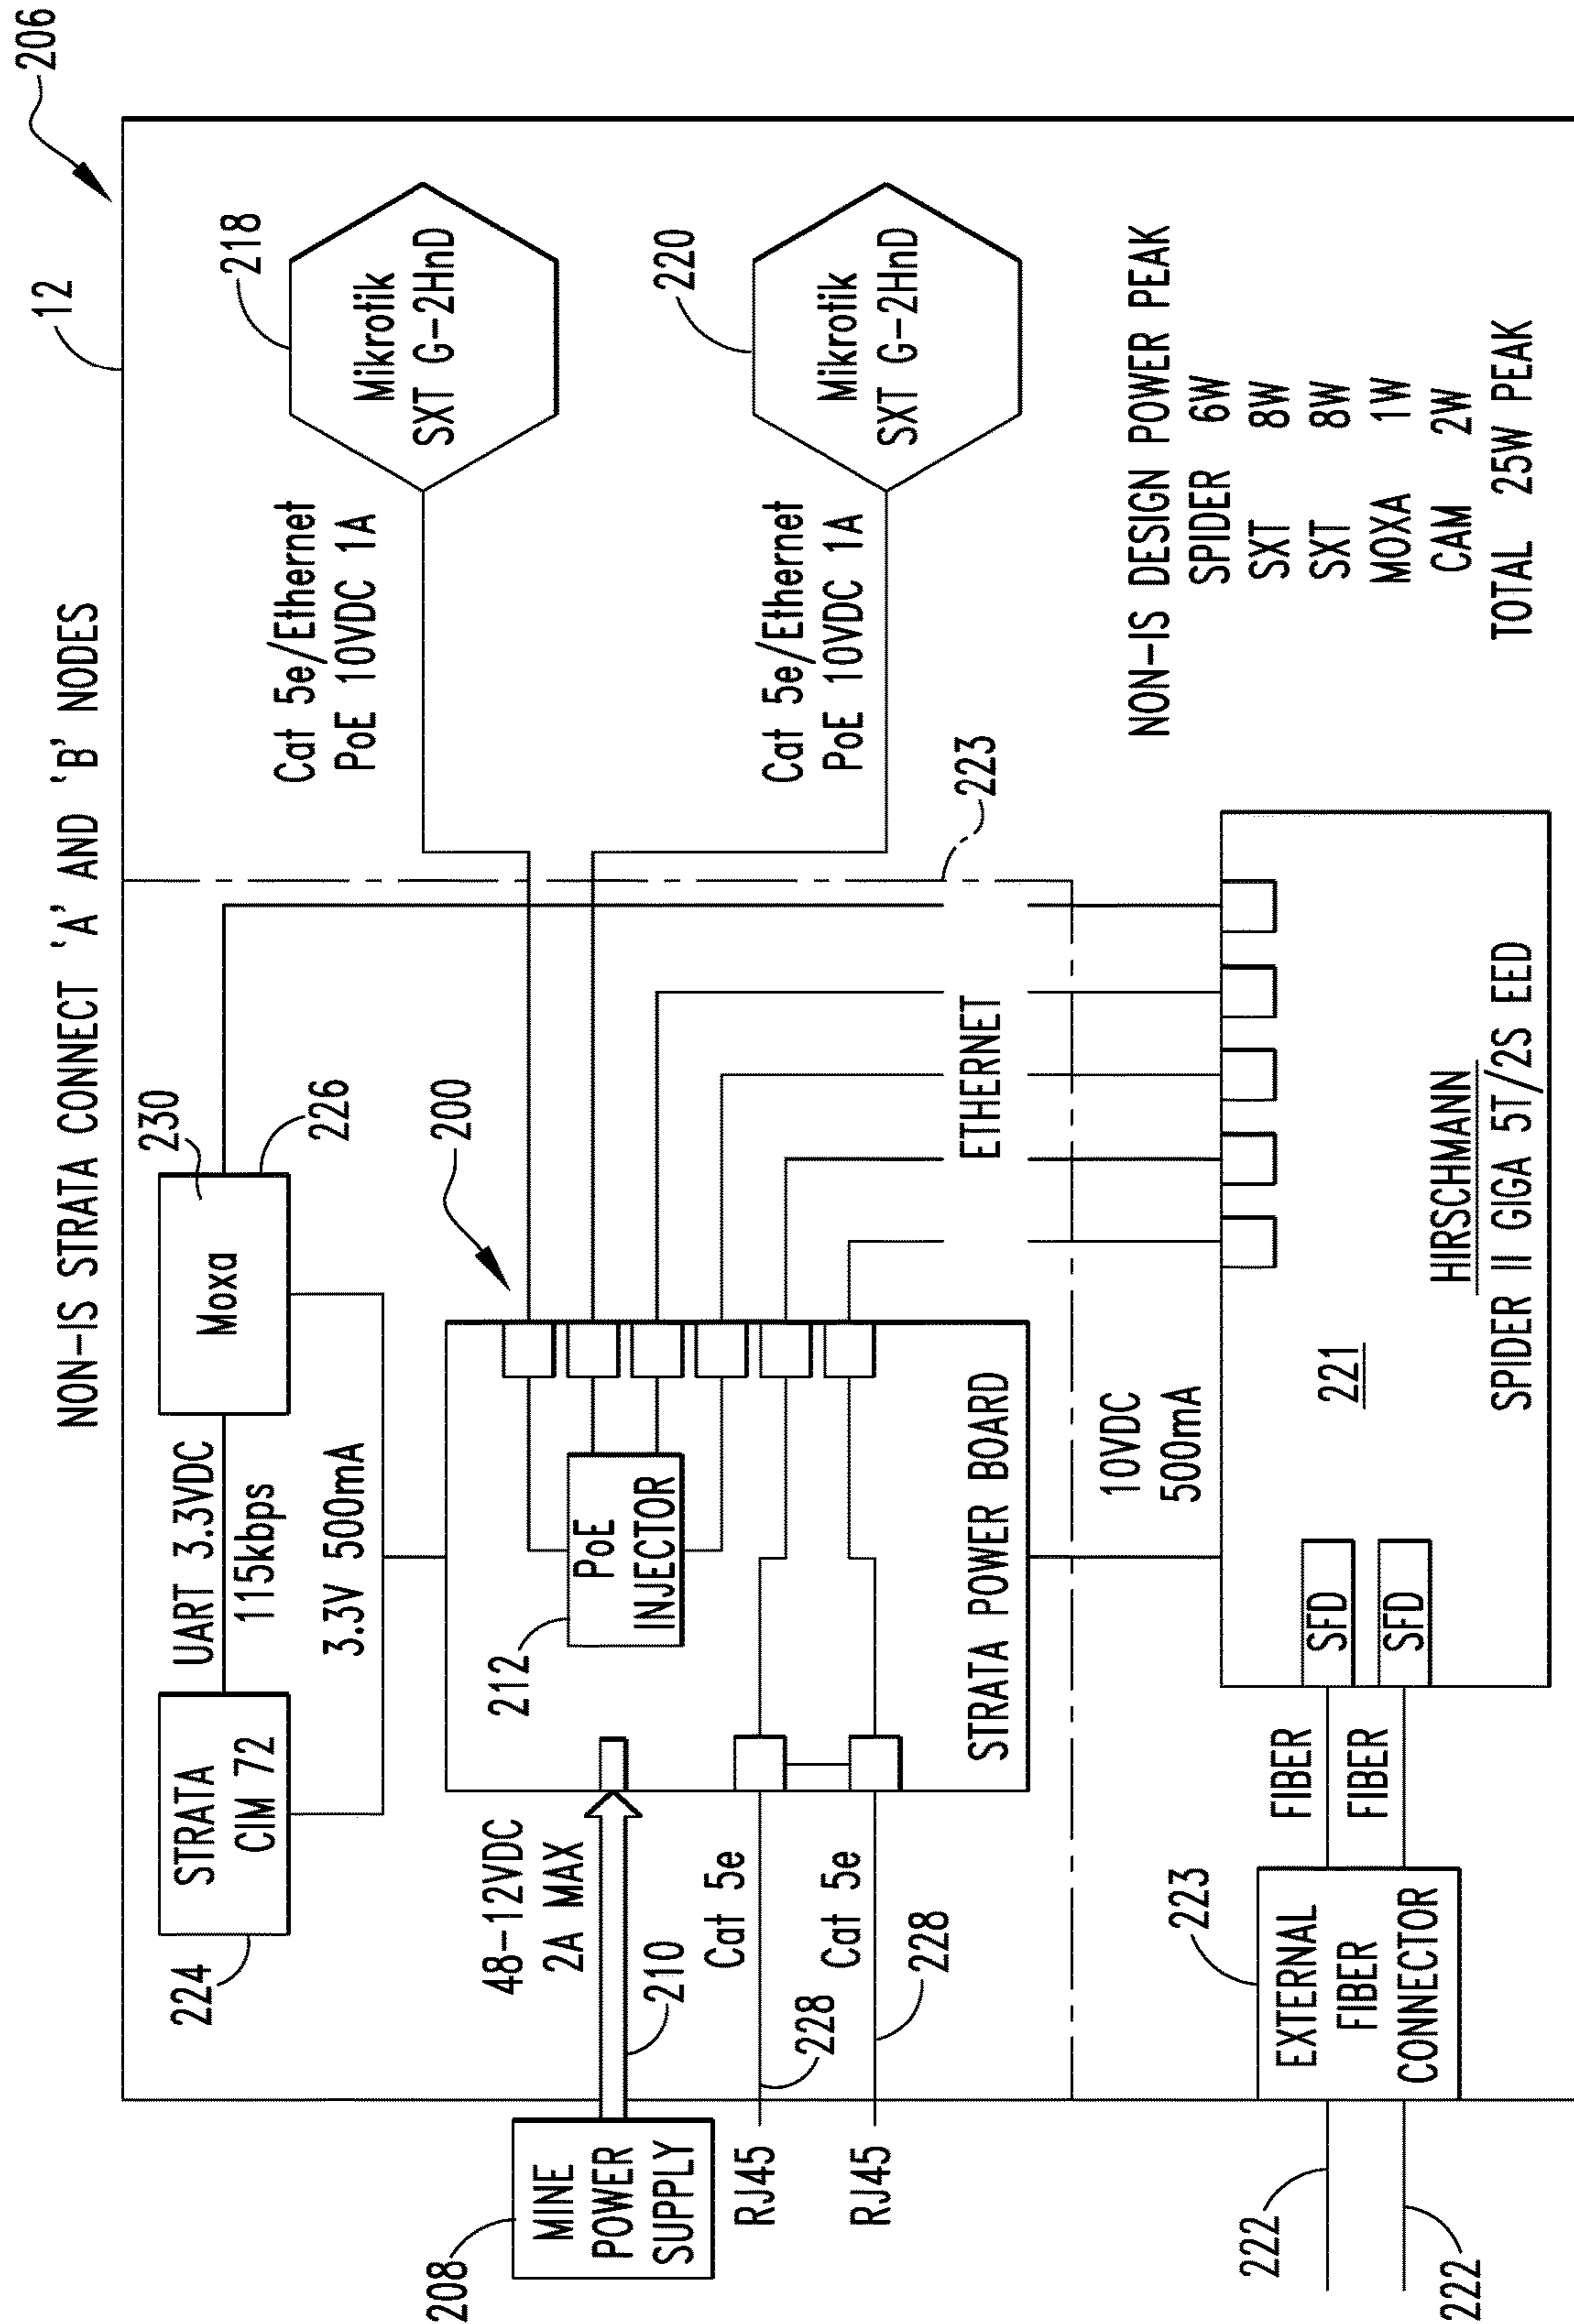 NON-IS STRATA CONNECT 'A' AND 'B' NODES
206
12
STRATA
CIM 72
224
UART 3.3VDC
115kbps
3.3V 500mA
Moxa
230
226
Cat 5e/Ethernet
PoE 10VDC 1A
Mikrotik
SXT G-2HnD
218
MINE
POWER
SUPPLY
208
48-12VDC
2A MAX
210
Cat 5e
Cat 5e
228
228
RJ45
RJ45
PoE
INJECTOR
212
STRATA POWER BOARD
200
ETHERNET
Cat 5e/Ethernet
PoE 10VDC 1A
Mikrotik
SXT G-2HnD
220
223
10VDC
500mA
EXTERNAL
FIBER
CONNECTOR
223
222
222
FIBER
FIBER
SFD
SFD
221
HIRSCHMANN
SPIDER II GIGA 5T/2S EED
NON-IS DESIGN POWER PEAK
SPIDER 6W
SXT 8W
SXT 8W
MOXA 1W
CAM 2W
TOTAL 25W PEAK